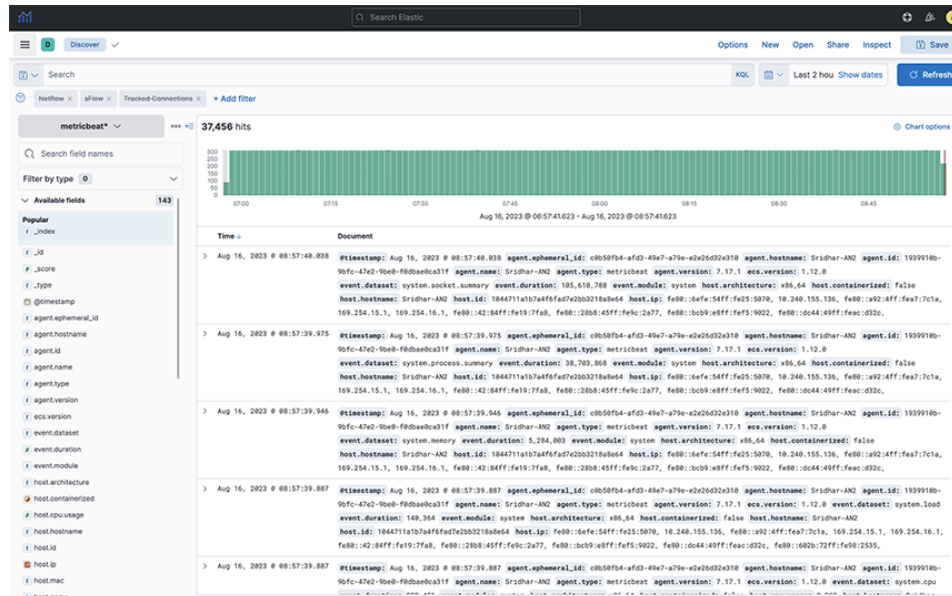 Search Elastic
D Discover
Options New Open Share Inspect Save
Search KQL Last 2 hou Show dates Refresh
Netflow × sFlow × Tracked-Connections × + Add filter
metricbeat*
37,456 hits
Chart options
Search field names
Filter by type 0
Available fields 143
Popular
t _index
t _id
# _score
t _type
@timestamp
t agent.ephemeral_id
t agent.hostname
t agent.id
t agent.name
t agent.type
t agent.version
t ecs.version
t event.dataset
# event.duration
t event.module
t host.architecture
host.containerized
# host.cpu.usage
t host.hostname
t host.id
host.ip
t host.mac
300
250
200
150
100
50
0
07:00 07:15 07:30 07:45 08:00 08:15 08:30 08:45
Aug 16, 2023 @ 06:57:41.623 - Aug 16, 2023 @ 08:57:41.623
Time Document
Aug 16, 2023 @ 08:57:40.038 @timestamp: Aug 16, 2023 @ 08:57:40.038 agent.ephemeral_id: c0b50fb4-afd3-49e7-a79e-e2e26d32e310 agent.hostname: Sridhar-AN2 agent.id: 1939910b-
9bfc-47e2-9be0-f0dbae0ca31f agent.name: Sridhar-AN2 agent.type: metricbeat agent.version: 7.17.1 ecs.version: 1.12.0
event.dataset: system.socket.summary event.duration: 105,610,788 event.module: system host.architecture: x86_64 host.containerized: false
host.hostname: Sridhar-AN2 host.id: 1044711a1b7a4f6fad7e2bb3218a8e64 host.ip: fe80::6efe:54ff:fe25:5070, 10.240.155.136, fe80::a92:4ff:fea7:7c1a,
169.254.15.1, 169.254.16.1, fe80::42:84ff:fe19:7fa8, fe80::28b8:45ff:fe9c:2a77, fe80::bcb9:e8ff:fef5:9022, fe80::dc44:49ff:feac:d32c,
Aug 16, 2023 @ 08:57:39.975 @timestamp: Aug 16, 2023 @ 08:57:39.975 agent.ephemeral_id: c0b50fb4-afd3-49e7-a79e-e2e26d32e310 agent.hostname: Sridhar-AN2 agent.id: 1939910b-
9bfc-47e2-9be0-f0dbae0ca31f agent.name: Sridhar-AN2 agent.type: metricbeat agent.version: 7.17.1 ecs.version: 1.12.0
event.dataset: system.process.summary event.duration: 38,703,868 event.module: system host.architecture: x86_64 host.containerized: false
host.hostname: Sridhar-AN2 host.id: 1044711a1b7a4f6fad7e2bb3218a8e64 host.ip: fe80::6efe:54ff:fe25:5070, 10.240.155.136, fe80::a92:4ff:fea7:7c1a,
169.254.15.1, 169.254.16.1, fe80::42:84ff:fe19:7fa8, fe80::28b8:45ff:fe9c:2a77, fe80::bcb9:e8ff:fef5:9022, fe80::dc44:49ff:feac:d32c,
Aug 16, 2023 @ 08:57:39.946 @timestamp: Aug 16, 2023 @ 08:57:39.946 agent.ephemeral_id: c0b50fb4-afd3-49e7-a79e-e2e26d32e310 agent.hostname: Sridhar-AN2 agent.id: 1939910b-
9bfc-47e2-9be0-f0dbae0ca31f agent.name: Sridhar-AN2 agent.type: metricbeat agent.version: 7.17.1 ecs.version: 1.12.0
event.dataset: system.memory event.duration: 5,284,003 event.module: system host.architecture: x86_64 host.containerized: false
host.hostname: Sridhar-AN2 host.id: 1044711a1b7a4f6fad7e2bb3218a8e64 host.ip: fe80::6efe:54ff:fe25:5070, 10.240.155.136, fe80::a92:4ff:fea7:7c1a,
169.254.15.1, 169.254.16.1, fe80::42:84ff:fe19:7fa8, fe80::28b8:45ff:fe9c:2a77, fe80::bcb9:e8ff:fef5:9022, fe80::dc44:49ff:feac:d32c,
Aug 16, 2023 @ 08:57:39.887 @timestamp: Aug 16, 2023 @ 08:57:39.887 agent.ephemeral_id: c0b50fb4-afd3-49e7-a79e-e2e26d32e310 agent.hostname: Sridhar-AN2 agent.id: 1939910b-
9bfc-47e2-9be0-f0dbae0ca31f agent.name: Sridhar-AN2 agent.type: metricbeat agent.version: 7.17.1 ecs.version: 1.12.0 event.dataset: system.load
event.duration: 140,364 event.module: system host.architecture: x86_64 host.containerized: false host.hostname: Sridhar-AN2
host.id: 1044711a1b7a4f6fad7e2bb3218a8e64 host.ip: fe80::6efe:54ff:fe25:5070, 10.240.155.136, fe80::a92:4ff:fea7:7c1a, 169.254.15.1, 169.254.16.1,
fe80::42:84ff:fe19:7fa8, fe80::28b8:45ff:fe9c:2a77, fe80::bcb9:e8ff:fef5:9022, fe80::dc44:49ff:feac:d32c, fe80::602b:72ff:fe98:2535,
Aug 16, 2023 @ 08:57:39.887 @timestamp: Aug 16, 2023 @ 08:57:39.887 agent.ephemeral_id: c0b50fb4-afd3-49e7-a79e-e2e26d32e310 agent.hostname: Sridhar-AN2 agent.id: 1939910b-
9bfc-47e2-9be0-f0dbae0ca31f agent.name: Sridhar-AN2 agent.type: metricbeat agent.version: 7.17.1 ecs.version: 1.12.0 event.dataset: system.cpu